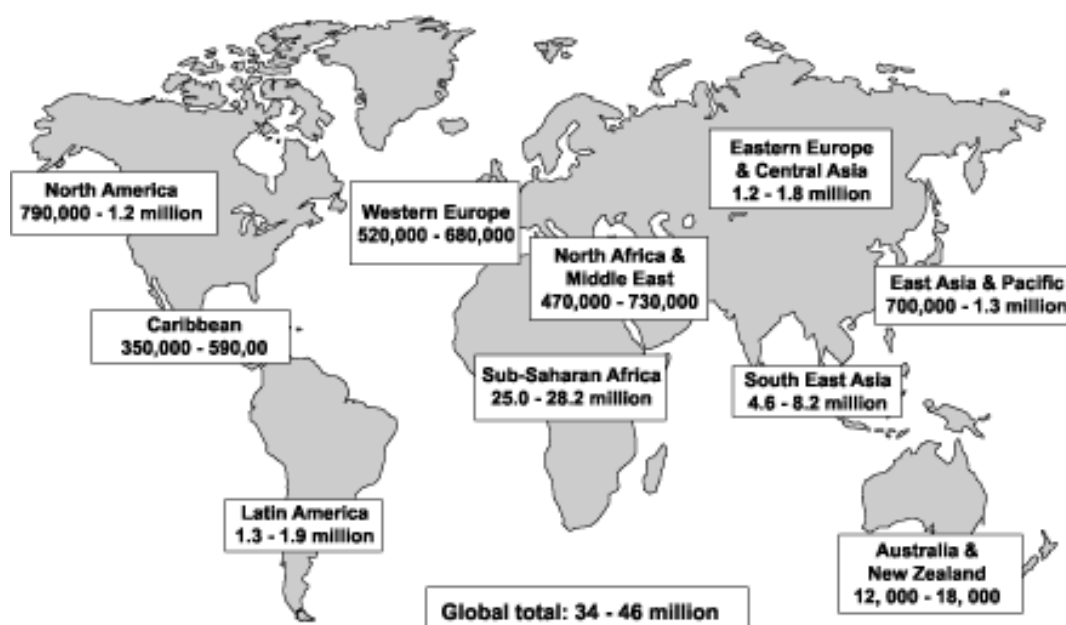 Eastern Europe
& Central Asia
1.2 - 1.8 million
North America
790,000 - 1.2 million
Western Europe
520,000 - 680,000
North Africa &
Middle East
470,000 - 730,000
East Asia & Pacific
700,000 - 1.3 million
Caribbean
350,000 - 590,00
Sub-Saharan Africa
25.0 - 28.2 million
South East Asia
4.6 - 8.2 million
Latin America
1.3 - 1.9 million
Australia &
New Zealand
12, 000 - 18, 000
Global total: 34 - 46 million